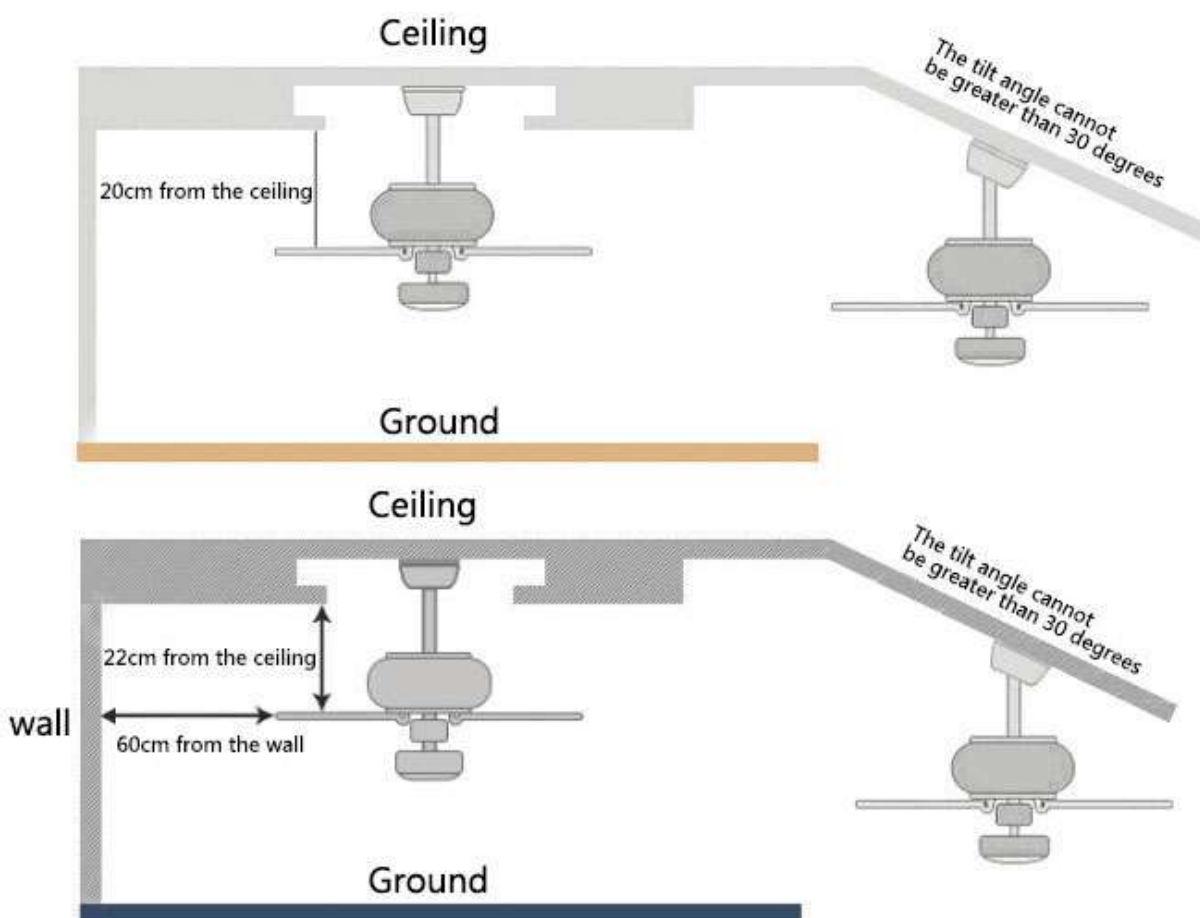 Ceiling
The tilt angle cannot
be greater than 30 degrees
20cm from the ceiling
Ground
Ceiling
The tilt angle cannot
be greater than 30 degrees
22cm from the ceiling
wall
60cm from the wall
Ground